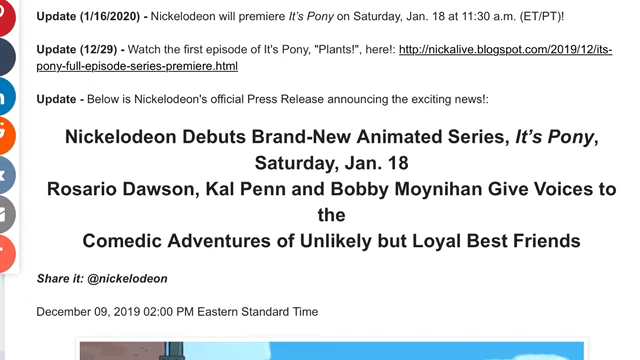 Update (1/16/2020) - Nickelodeon will premiere It's Pony on Saturday, Jan. 18 at 11:30 a.m. (ET/PT)!
Update (12/29) - Watch the first episode of It's Pony, "Plants!", here!: http://nickalive.blogspot.com/2019/12/its-
pony-full-episode-series-premiere.html
Update - Below is Nickelodeon's official Press Release announcing the exciting news!:
Nickelodeon Debuts Brand-New Animated Series, It's Pony,
Saturday, Jan. 18
Rosario Dawson, Kal Penn and Bobby Moynihan Give Voices to
the
Comedic Adventures of Unlikely but Loyal Best Friends
Share it: @nickelodeon
December 09, 2019 02:00 PM Eastern Standard Time